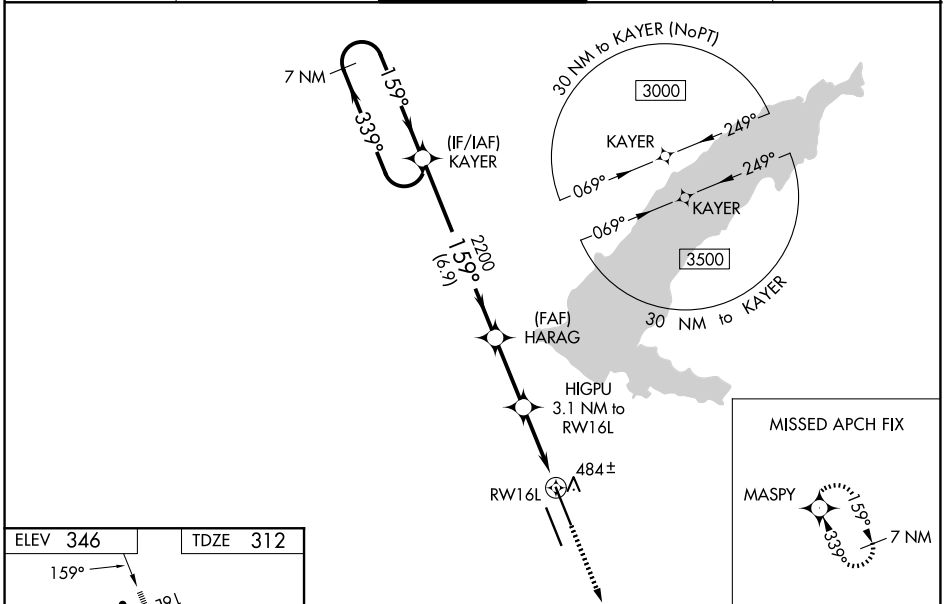 30 NM to KAYER (NoPT)
3000
KAYER
249°
069°
249°
KAYER
069°
3500
30 NM to KAYER
7 NM
159°
339°
(IF/IAF)
KAYER
2200
159°
(6.9)
(FAF)
HARAG
HIGPU
3.1 NM to
RW16L
484±
RW16L
MISSED APCH FIX
MASPY
159°
339°
7 NM
ELEV 346
TDZE 312
159°
16L